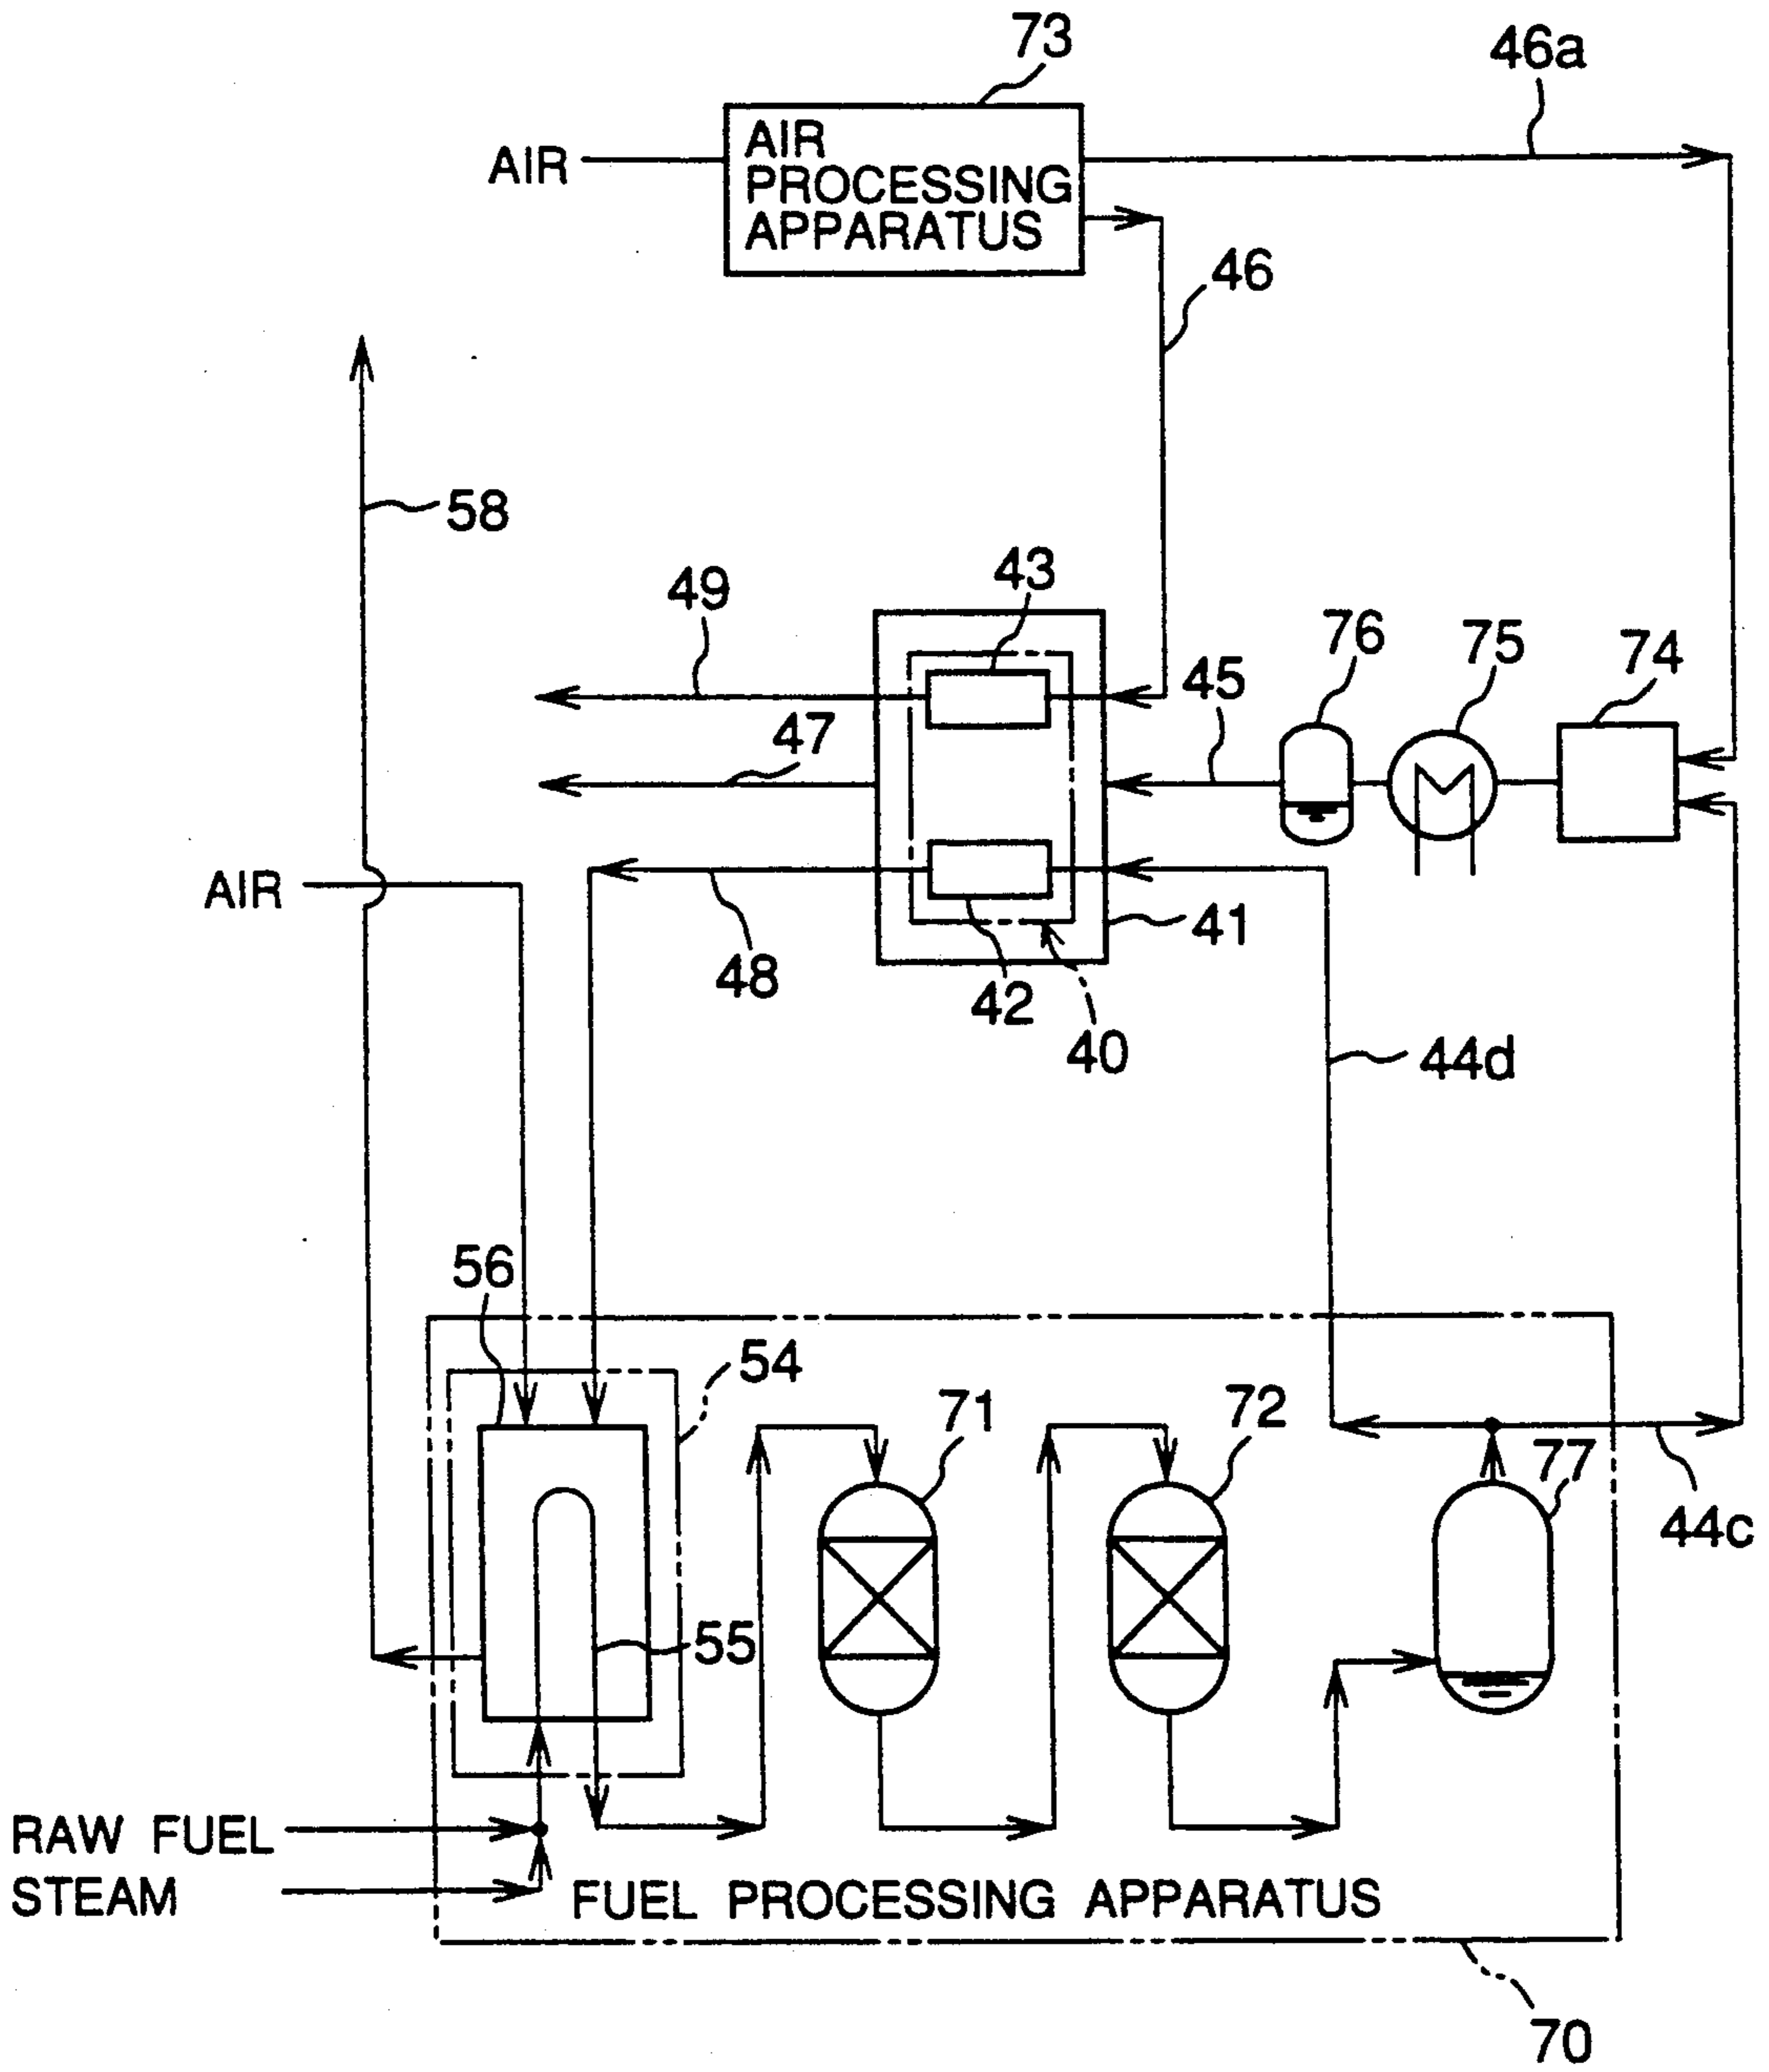 73
46a
AIR
AIR
PROCESSING
APPARATUS
46
58
43
49
76
75
74
45
47
AIR
41
48
42
40
44d
56
54
71
72
77
44c
55
RAW FUEL
STEAM
FUEL PROCESSING APPARATUS
70